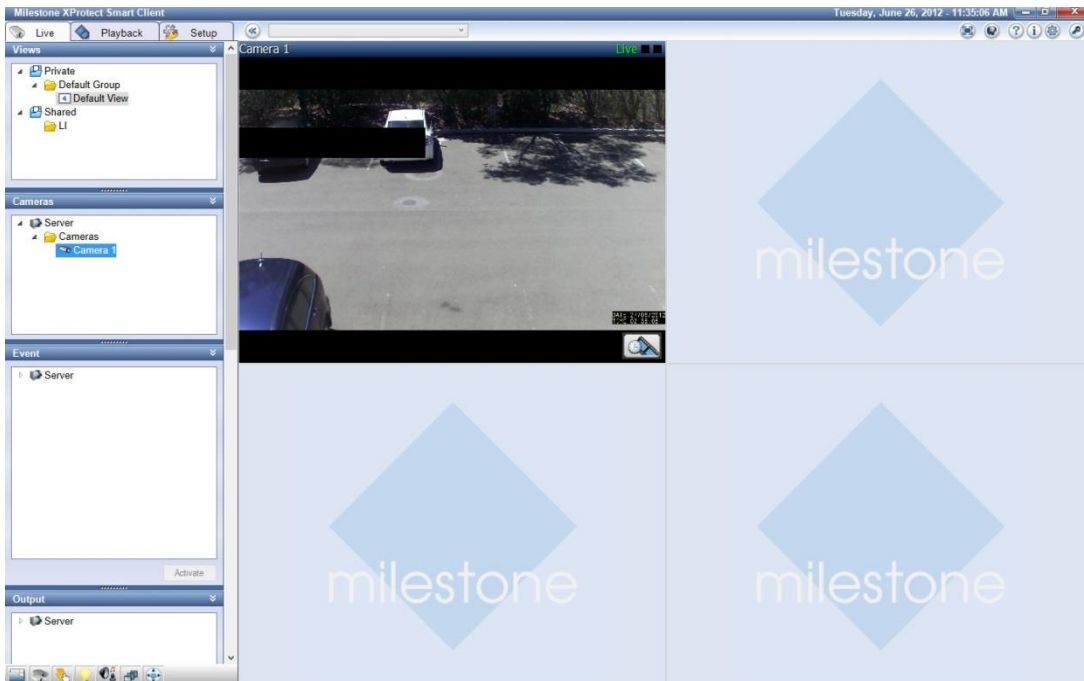 Milestone XProtect Smart Client
Tuesday, June 26, 2012 - 11:35:06 AM
Live
Playback
Setup
Views
Private
Default Group
4 Default View
Shared
LI
Cameras
Server
Cameras
Camera 1
Event
Server
Activate
Output
Server
Camera 1
Live
milestone
milestone
milestone